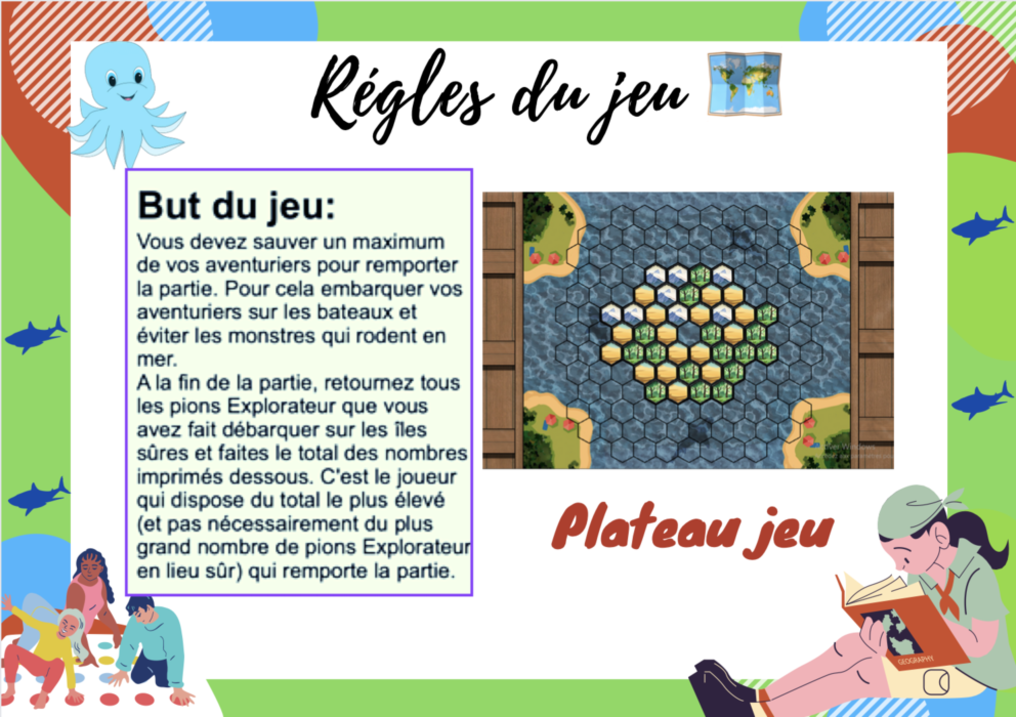 Régles du jeu
But du jeu:
Vous devez sauver un maximum
de vos aventuriers pour remporter
la partie. Pour cela embarquer vos
aventuriers sur les bateaux et
éviter les monstres qui rodent en
mer.
A la fin de la partie, retournez tous
les pions Explorateur que vous
avez fait débarquer sur les îles
sûres et faites le total des nombres
imprimés dessous. C'est le joueur
qui dispose du total le plus élevé
(et pas nécessairement du plus
grand nombre de pions Explorateur
en lieu sûr) qui remporte la partie.
Plateau jeu
GEOGRAPHY